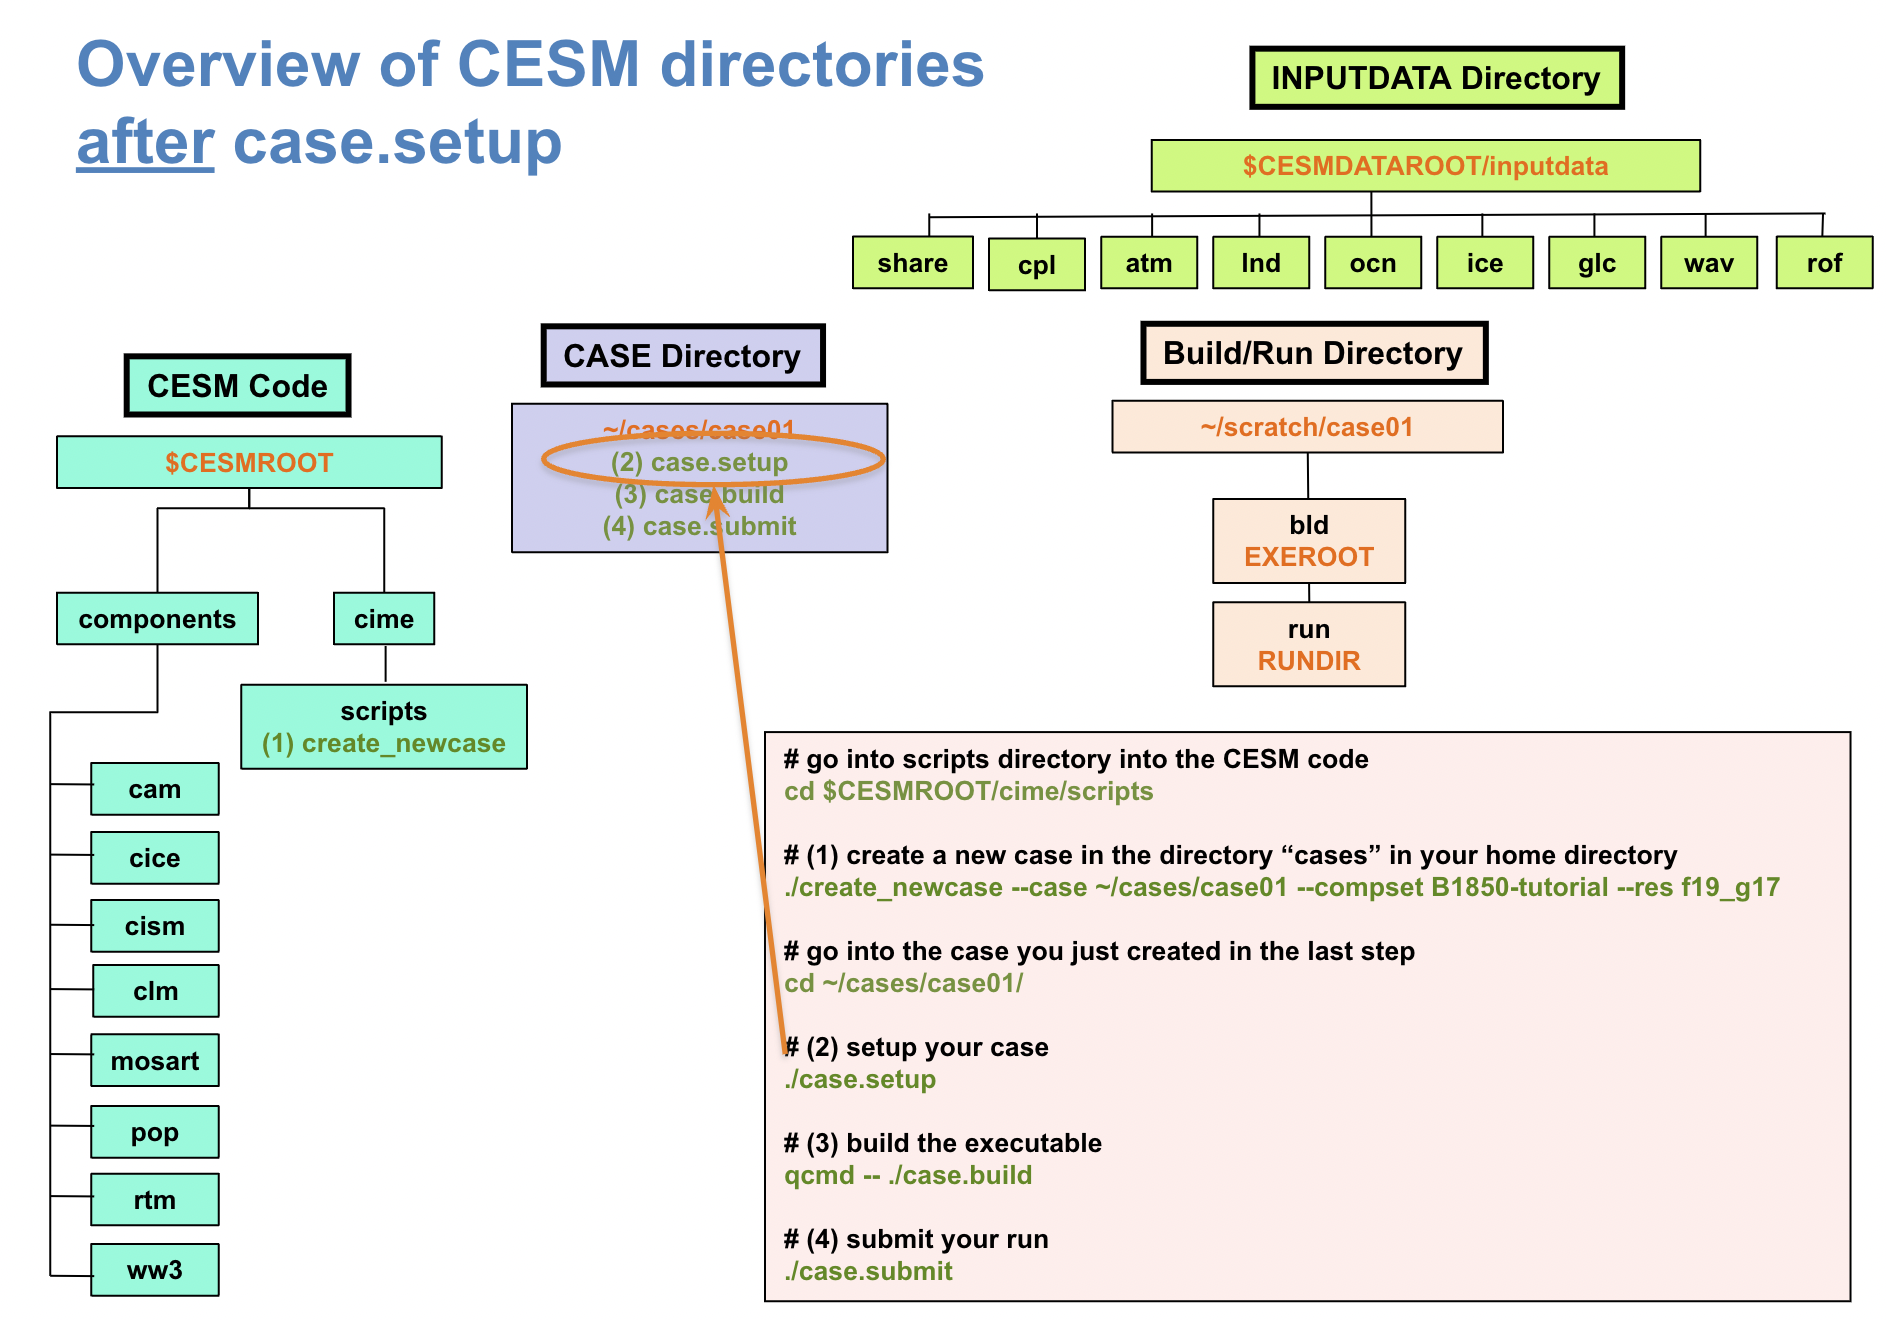 Overview of CESM directories
after case.setup
INPUTDATA Directory
$CESMDATAROOT/inputdata
share
cpl
atm
lnd
ocn
ice
glc
wav
rof
CESM Code
$CESMROOT
components
cime
scripts
(1) create_newcase
cam
cice
cism
clm
mosart
pop
rtm
ww3
CASE Directory
~/cases/case01
(2) case.setup
(3) case.build
(4) case.submit
Build/Run Directory
~/scratch/case01
bld
EXEROOT
run
RUNDIR
# go into scripts directory into the CESM code
cd $CESMROOT/cime/scripts
# (1) create a new case in the directory “cases” in your home directory
./create_newcase --case ~/cases/case01 --compset B1850-tutorial --res f19_g17
# go into the case you just created in the last step
cd ~/cases/case01/
# (2) setup your case
./case.setup
# (3) build the executable
qcmd -- ./case.build
# (4) submit your run
./case.submit